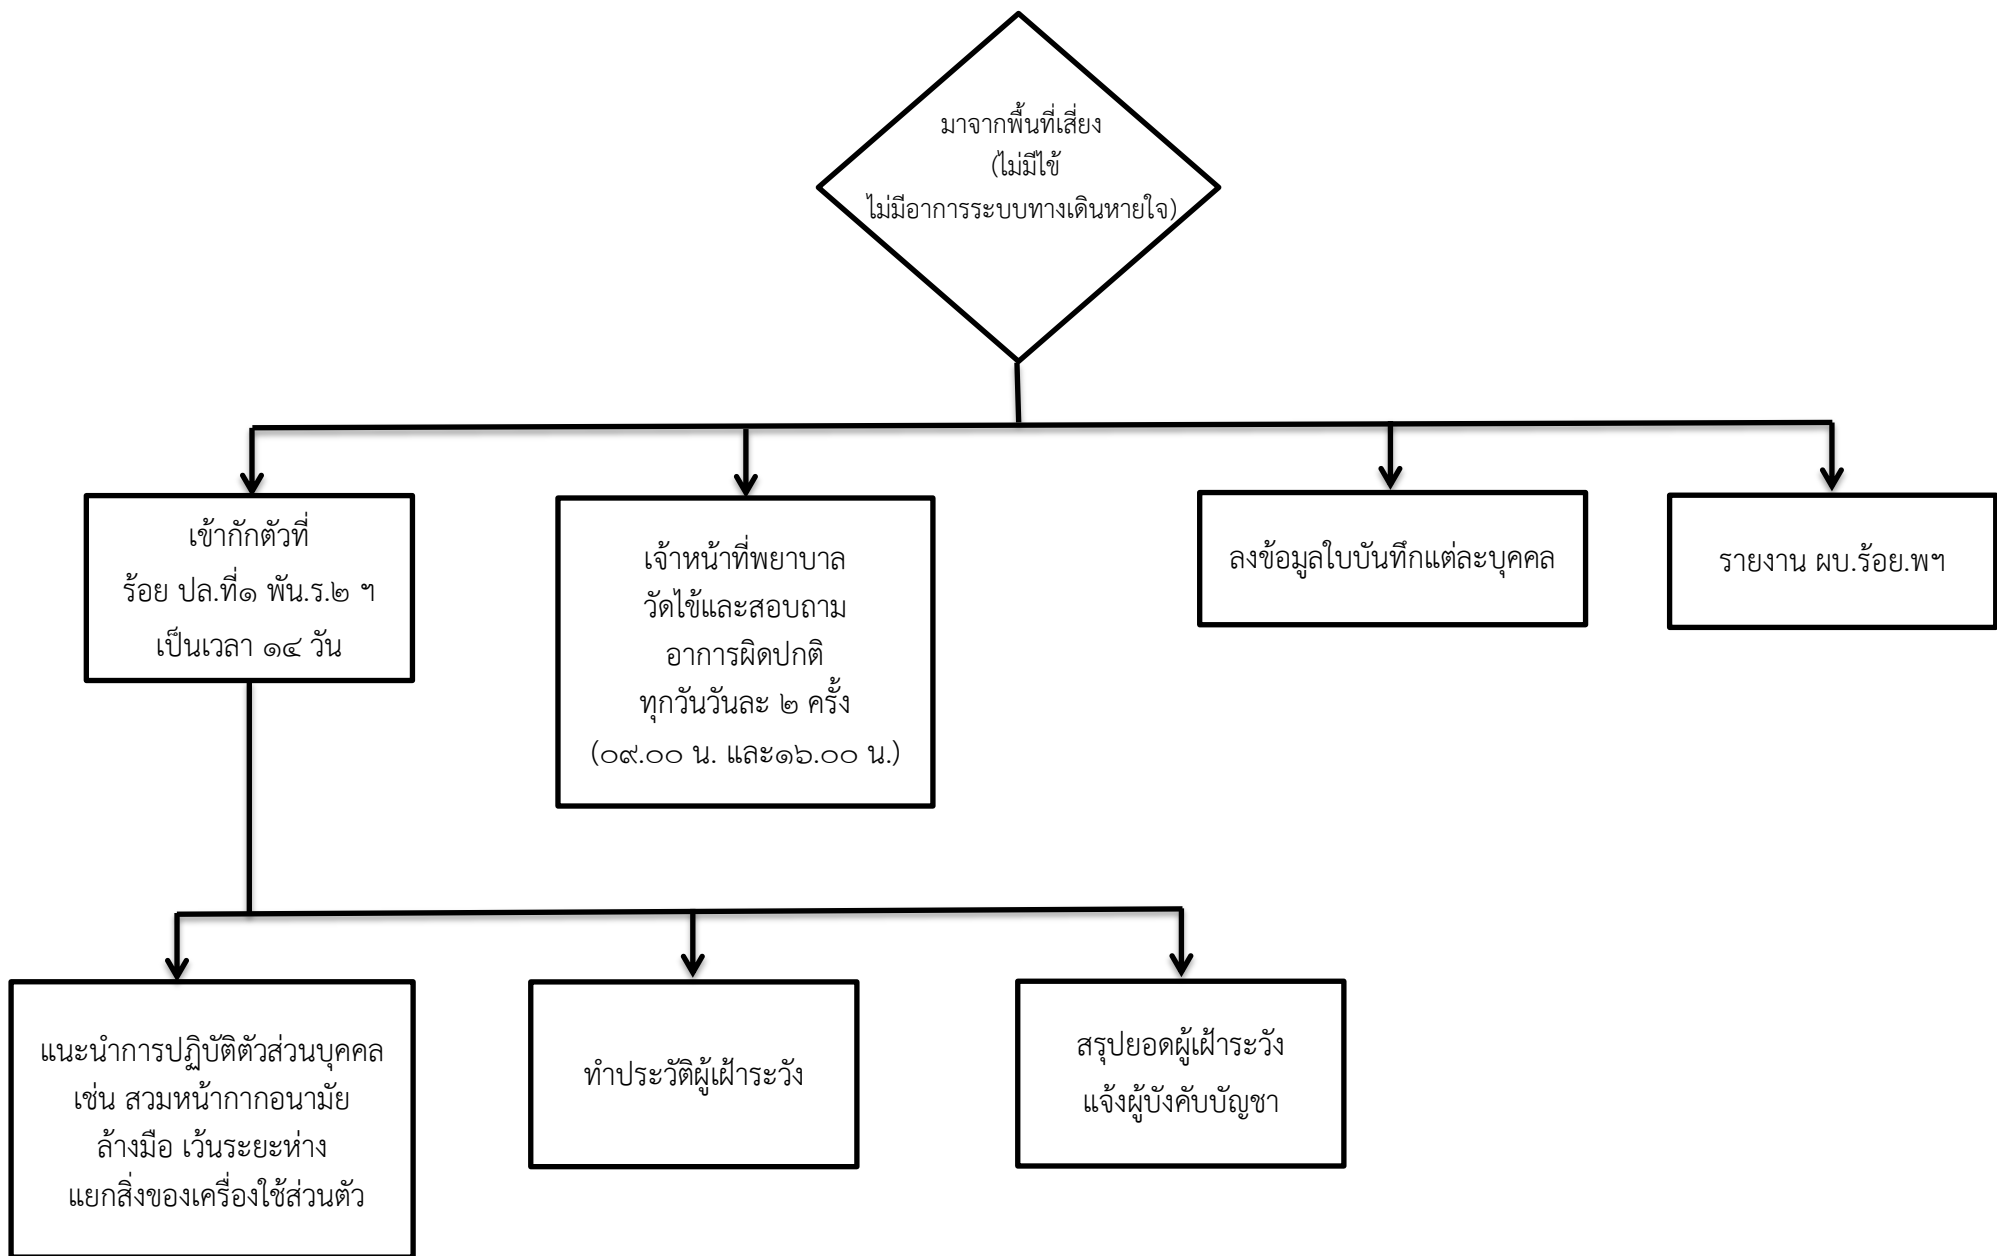 มาจากพื้นที่เสี่ยง
(ไม่มีไข้
ไม่มีอาการระบบทางเดินหายใจ)
เข้ากักตัวที่
ร้อย ปล.ที่๑ พัน.ร.๒ ฯ
เป็นเวลา ๑๔ วัน
เจ้าหน้าที่พยาบาล
วัดไข้และสอบถาม
อาการผิดปกติ
ทุกวันวันละ ๒ ครั้ง
(๐๙.๐๐ น. และ๑๖.๐๐ น.)
ลงข้อมูลใบบันทึกแต่ละบุคคล
รายงาน ผบ.ร้อย.พฯ
แนะนำการปฏิบัติตัวส่วนบุคคล
เช่น สวมหน้ากากอนามัย
ล้างมือ เว้นระยะห่าง
แยกสิ่งของเครื่องใช้ส่วนตัว
ทำประวัติผู้เฝ้าระวัง
สรุปยอดผู้เฝ้าระวัง
แจ้งผู้บังคับบัญชา